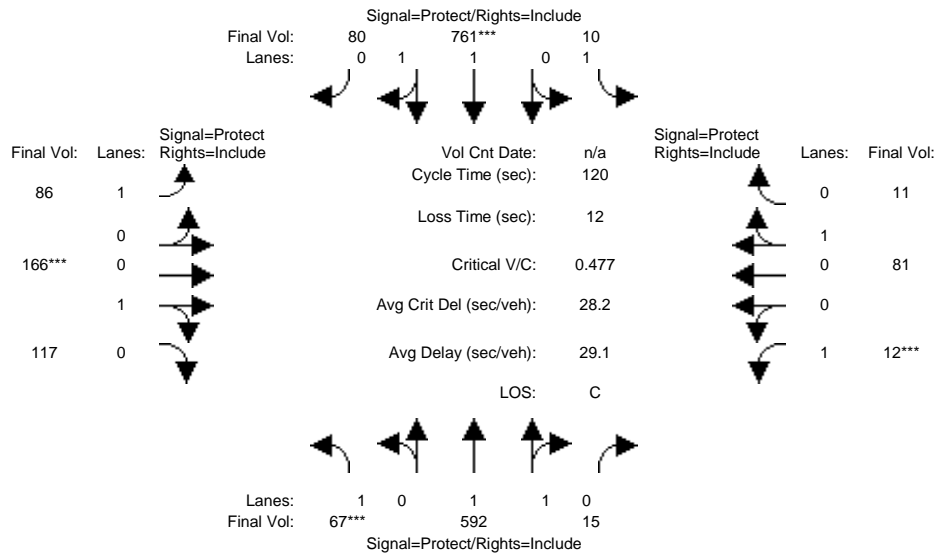 Signal=Protect/Rights=Include
Final Vol: 80 761*** 10
Lanes: 0 1 1 0 1
Signal=Protect
Final Vol: Lanes: Rights=Include
Vol Cnt Date: n/a
Signal=Protect
Rights=Include Lanes: Final Vol:
Cycle Time (sec): 120
86 1
0 11
Loss Time (sec): 12
0
1
166*** 0
Critical V/C: 0.477
0 81
1
Avg Crit Del (sec/veh): 28.2
0
117 0
Avg Delay (sec/veh): 29.1
1 12***
LOS: C
Lanes: 1 0 1 1 0
Final Vol: 67*** 592 15
Signal=Protect/Rights=Include